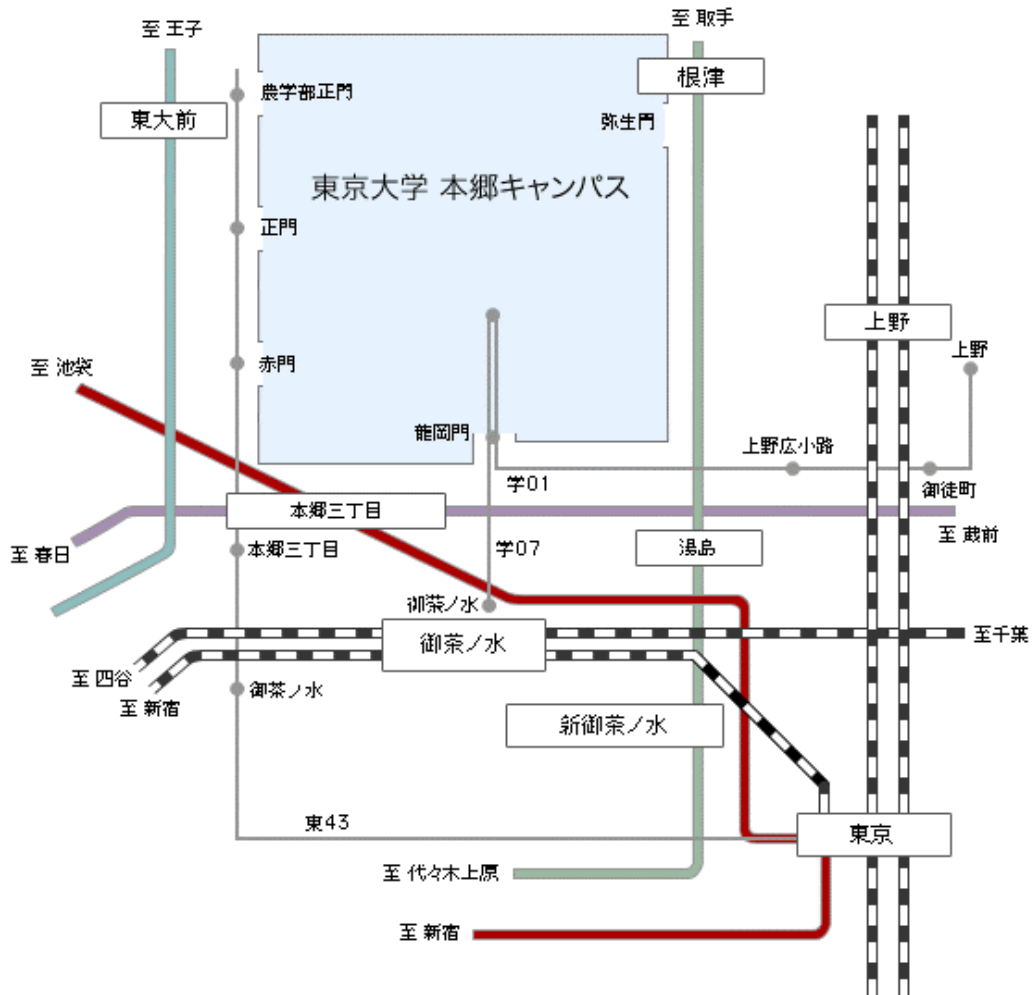 至 取手
至 王子
根津
農学部正門
東大前
弥生門
東京大学 本郷キャンパス
正門
上野
上野
赤門
至 池袋
龍岡門
上野広小路
学01
御徒町
本郷三丁目
至 蔵前
本郷三丁目
学07
湯島
至 春日
御茶ノ水
御茶ノ水
至千葉
至 四谷
御茶ノ水
至 新宿
新御茶ノ水
東43
東京
至 代々木上原
至 新宿